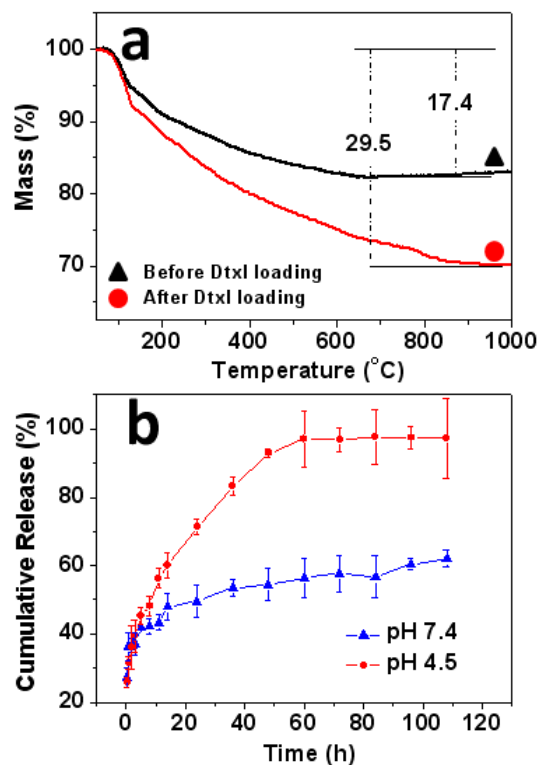 a
100
90
80
70
Mass (%)
17.4
29.5
Before Dtxl loading
After Dtxl loading
200 400 600 800 1000
Temperature (°C)
b
100
80
60
40
20
Cumulative Release (%)
pH 7.4
pH 4.5
0 20 40 60 80 100 120
Time (h)